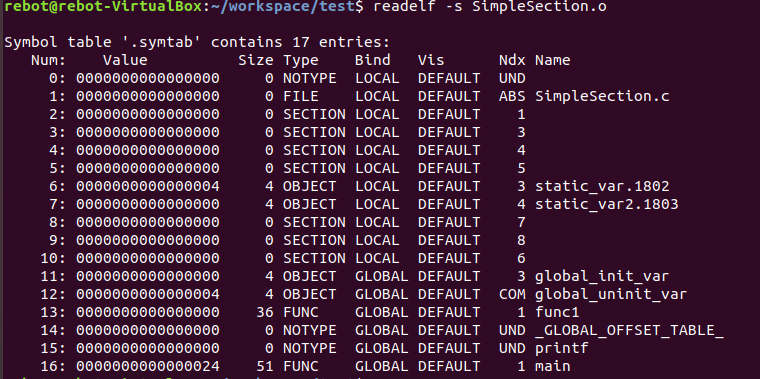 rebot@rebot-VirtualBox:~/workspace/test$ readelf -s SimpleSection.o
Symbol table '.symtab' contains 17 entries:
Num: Value Size Type Bind Vis Ndx Name
0: 0000000000000000 0 NOTYPE LOCAL DEFAULT UND
1: 0000000000000000 0 FILE LOCAL DEFAULT ABS SimpleSection.c
2: 0000000000000000 0 SECTION LOCAL DEFAULT 1
3: 0000000000000000 0 SECTION LOCAL DEFAULT 3
4: 0000000000000000 0 SECTION LOCAL DEFAULT 4
5: 0000000000000000 0 SECTION LOCAL DEFAULT 5
6: 0000000000000004 4 OBJECT LOCAL DEFAULT 3 static_var.1802
7: 0000000000000000 4 OBJECT LOCAL DEFAULT 4 static_var2.1803
8: 0000000000000000 0 SECTION LOCAL DEFAULT 7
9: 0000000000000000 0 SECTION LOCAL DEFAULT 8
10: 0000000000000000 0 SECTION LOCAL DEFAULT 6
11: 0000000000000000 4 OBJECT GLOBAL DEFAULT 3 global_init_var
12: 0000000000000004 4 OBJECT GLOBAL DEFAULT COM global_uninit_var
13: 0000000000000000 36 FUNC GLOBAL DEFAULT 1 func1
14: 0000000000000000 0 NOTYPE GLOBAL DEFAULT UND _GLOBAL_OFFSET_TABLE_
15: 0000000000000000 0 NOTYPE GLOBAL DEFAULT UND printf
16: 0000000000000024 51 FUNC GLOBAL DEFAULT 1 main